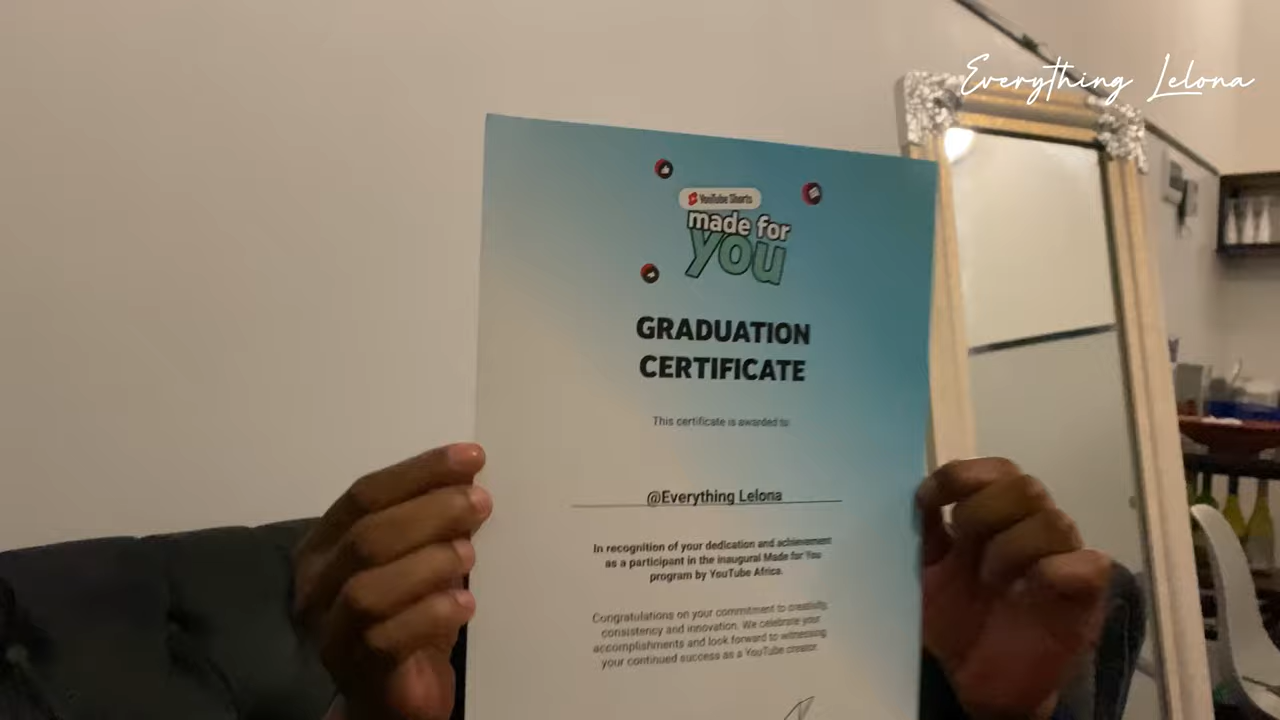 Everything Lelona
YouTube Shorts
made for
you
GRADUATION
CERTIFICATE
This certificate is awarded to
@Everything Lelona
In recognition of your dedication and achievement
as a participant in the inaugural Made for You
program by YouTube Africa.
Congratulations on your commitment to creativity,
consistency and innovation. We celebrate your
accomplishments and look forward to witnessing
your continued success as a YouTube creator.